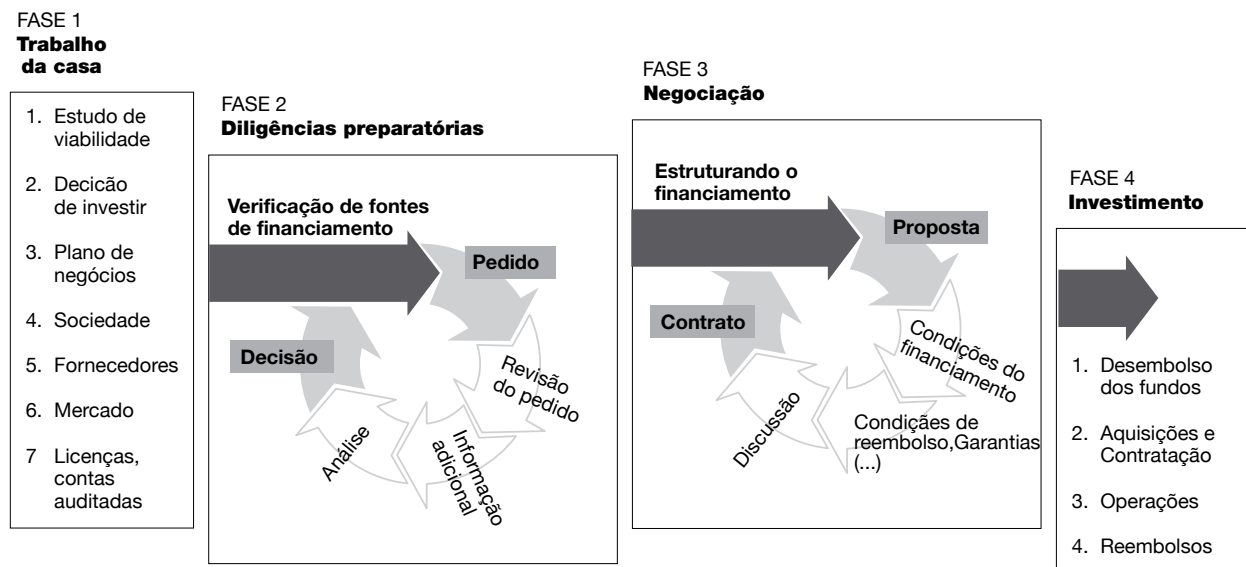 FASE 1
Trabalho
da casa
1. Estudo de
viabilidade
2. Decicão
de investir
3. Plano de
negócios
4. Sociedade
5. Fornecedores
6. Mercado
7 Licenças,
contas
auditadas
FASE 2
Diligências preparatórias
Verificação de fontes
de financiamento
Pedido
Revisão
do pedido
Informação
adicional
Análise
Decisão
FASE 3
Negociação
Estruturando o
financiamento
Proposta
Condições do
financiamento
Condiçães de
reembolso,Garantias
(...)
Discussão
Contrato
FASE 4
Investimento
1. Desembolso
dos fundos
2. Aquisições e
Contratação
3. Operações
4. Reembolsos